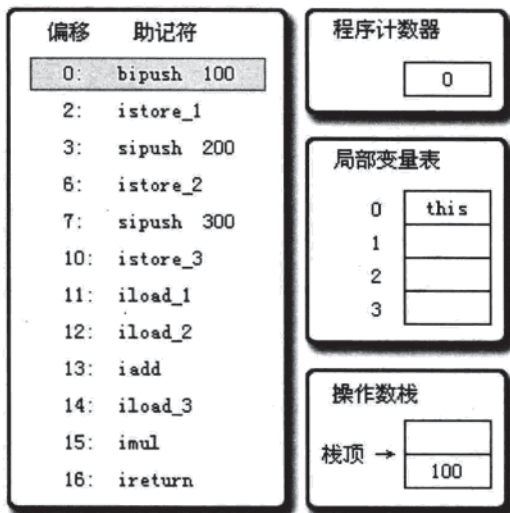 偏移 助记符
0: bipush 100
2: istore_1
3: sipush 200
6: istore_2
7: sipush 300
10: istore_3
11: iload_1
12: iload_2
13: iadd
14: iload_3
15: imul
16: ireturn
程序计数器
0
局部变量表
0 this
1
2
3
操作数栈
栈顶 →
100